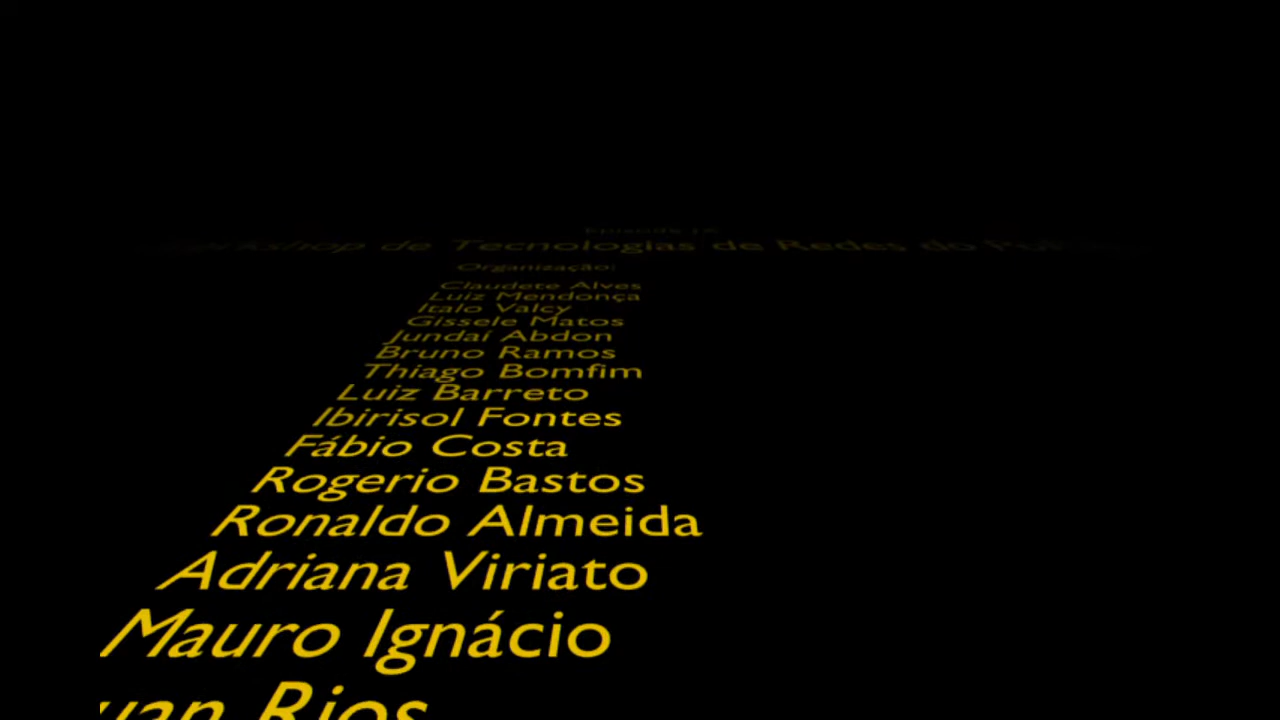 de Tecnologias de Redes do
Organização:
Claudete Alves
Luiz Mendonça
Italo Valcy
Gissele Matos
Jundaí Abdon
Bruno Ramos
Thiago Bomfim
Luiz Barreto
Ibirisol Fontes
Fábio Costa
Rogerio Bastos
Ronaldo Almeida
Adriana Viriato
Mauro Ignácio
Rios